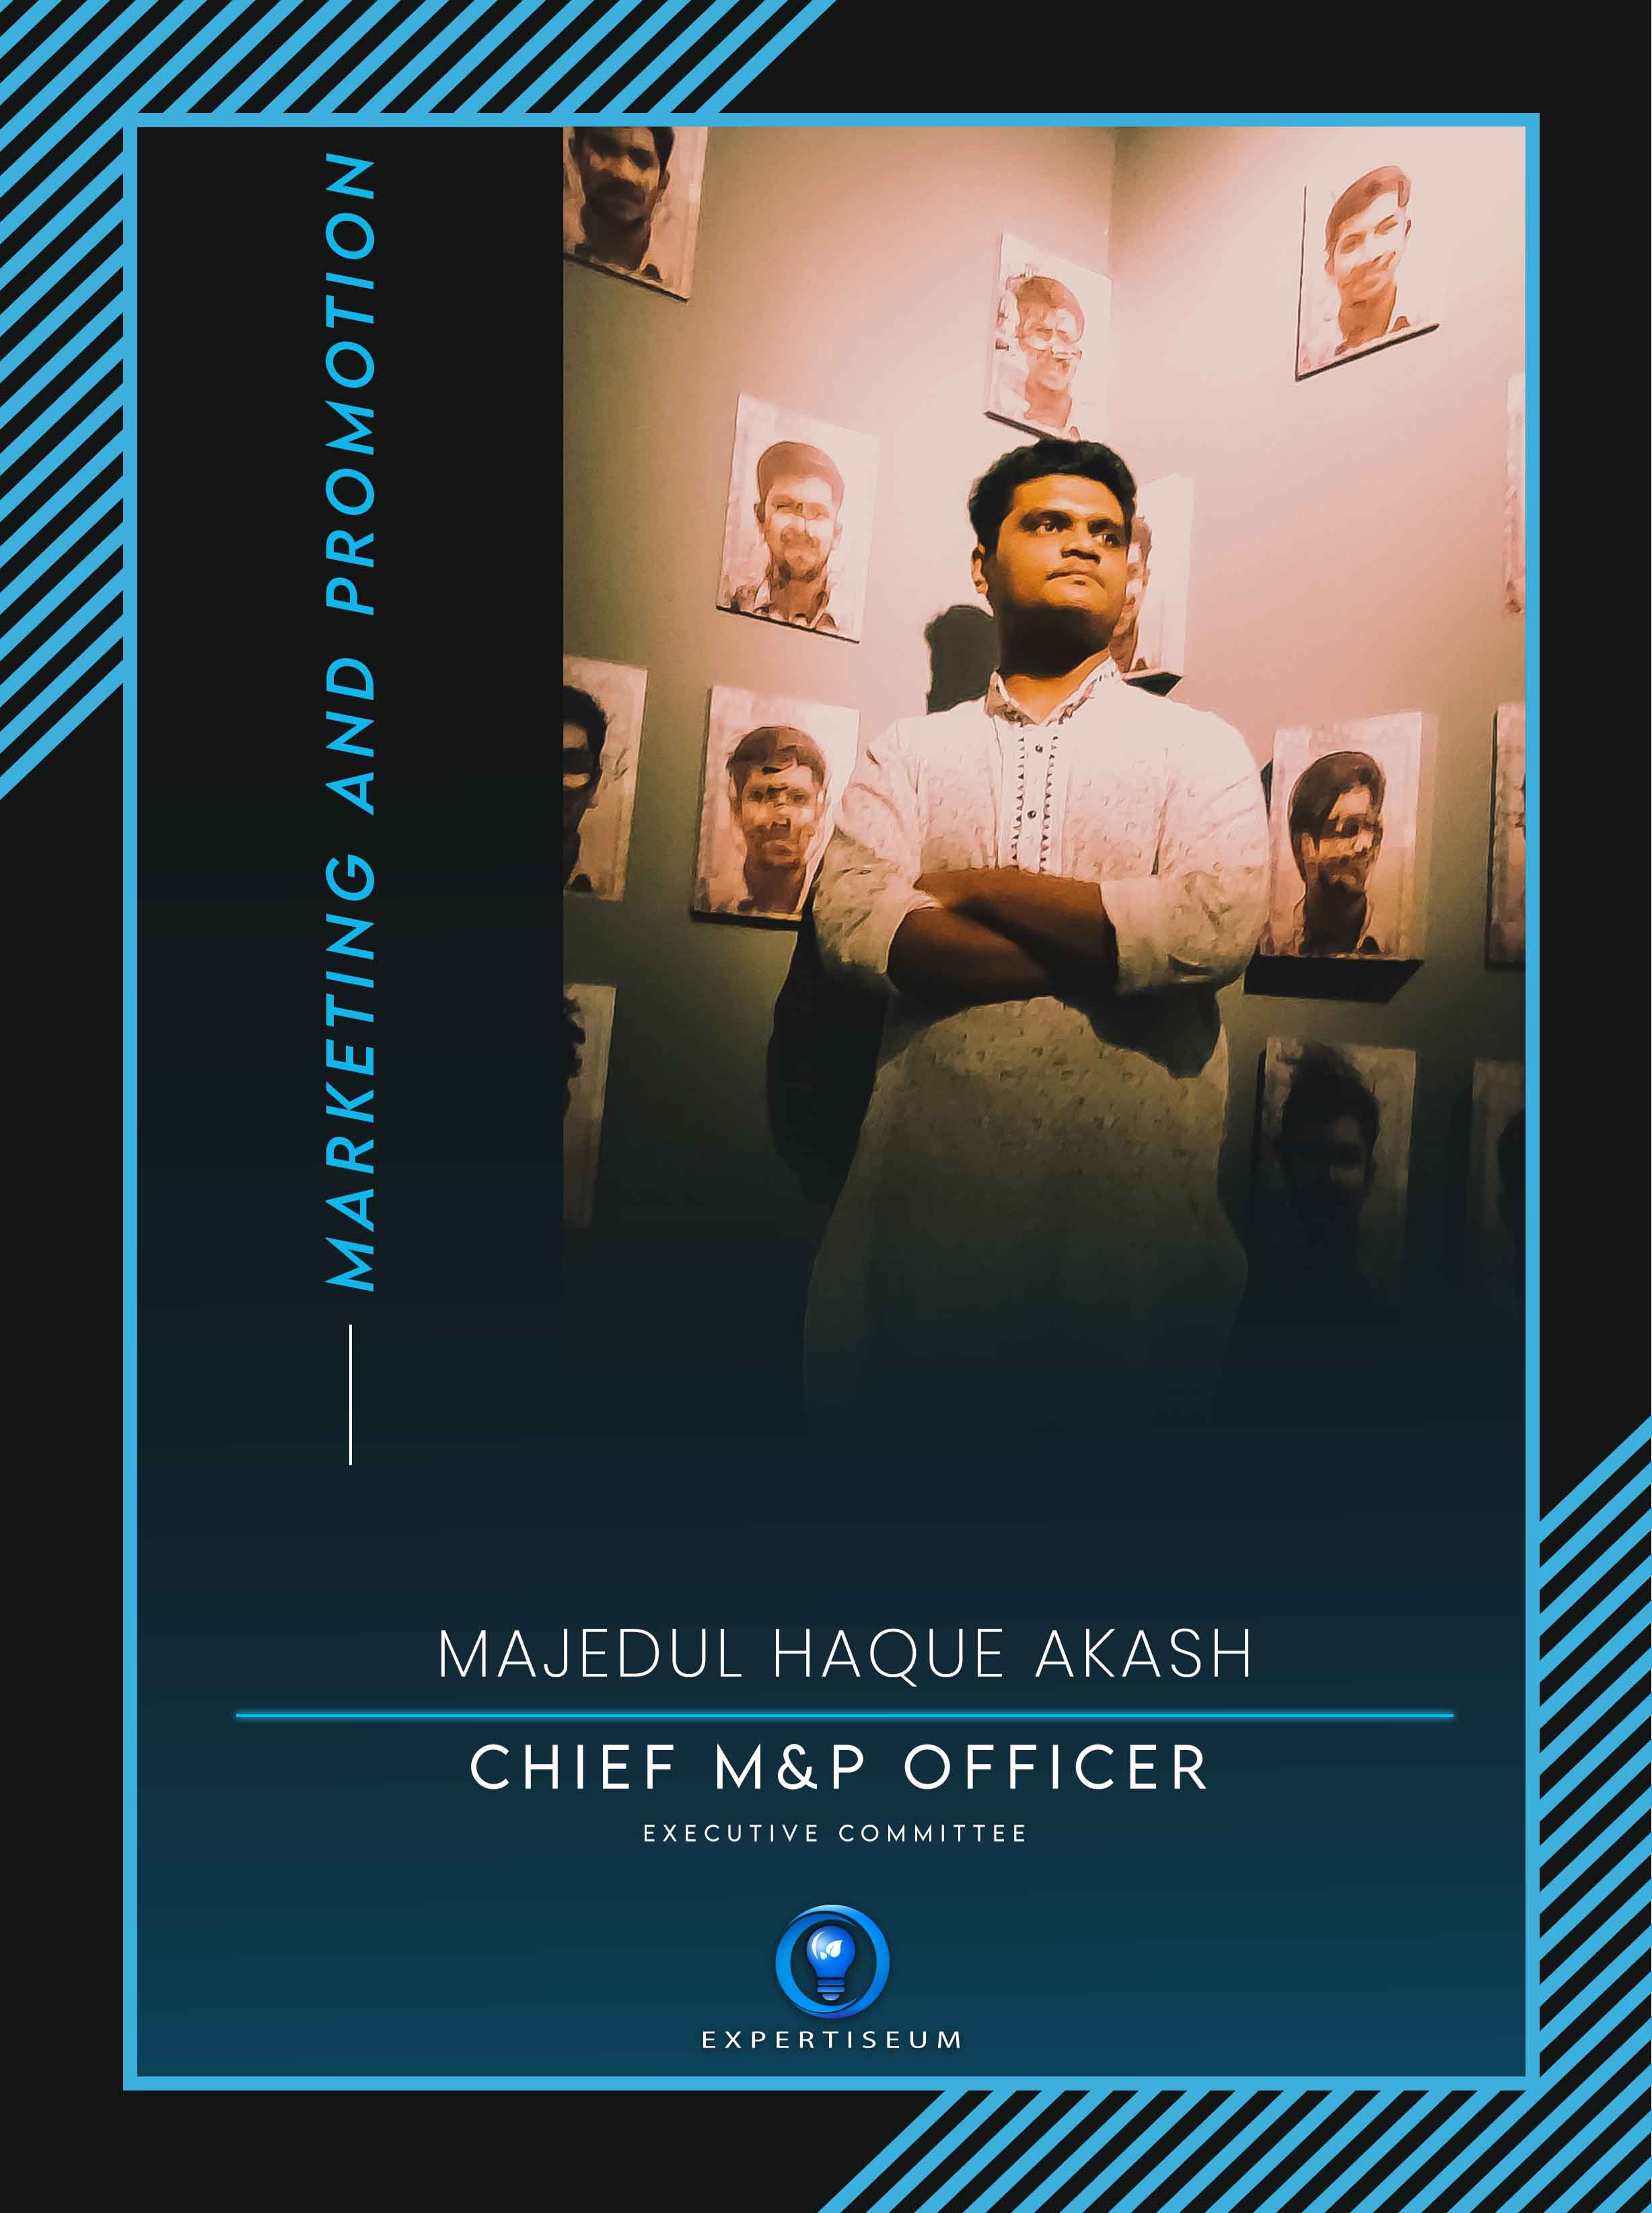 MARKETING AND PROMOTION
MAJEDUL HAQUE AKASH
CHIEF M&P OFFICER
EXECUTIVE COMMITTEE
EXPERTISEUM